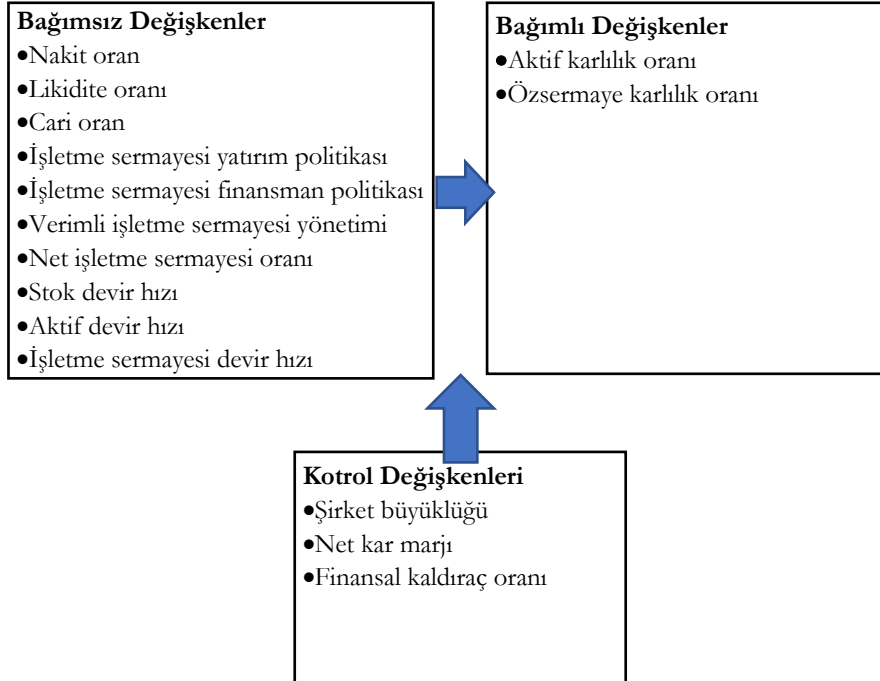 Bağımsız Değişkenler
•Nakit oran
•Likidite oranı
•Cari oran
•İşletme sermayesi yatırım politikası
•İşletme sermayesi finansman politikası
•Verimli işletme sermayesi yönetimi
•Net işletme sermayesi oranı
•Stok devir hızı
•Aktif devir hızı
•İşletme sermayesi devir hızı
Bağımlı Değişkenler
•Aktif karlılık oranı
•Özsermaye karlılık oranı
Kotrol Değişkenleri
•Şirket büyüklüğü
•Net kar marjı
•Finansal kaldıraç oranı